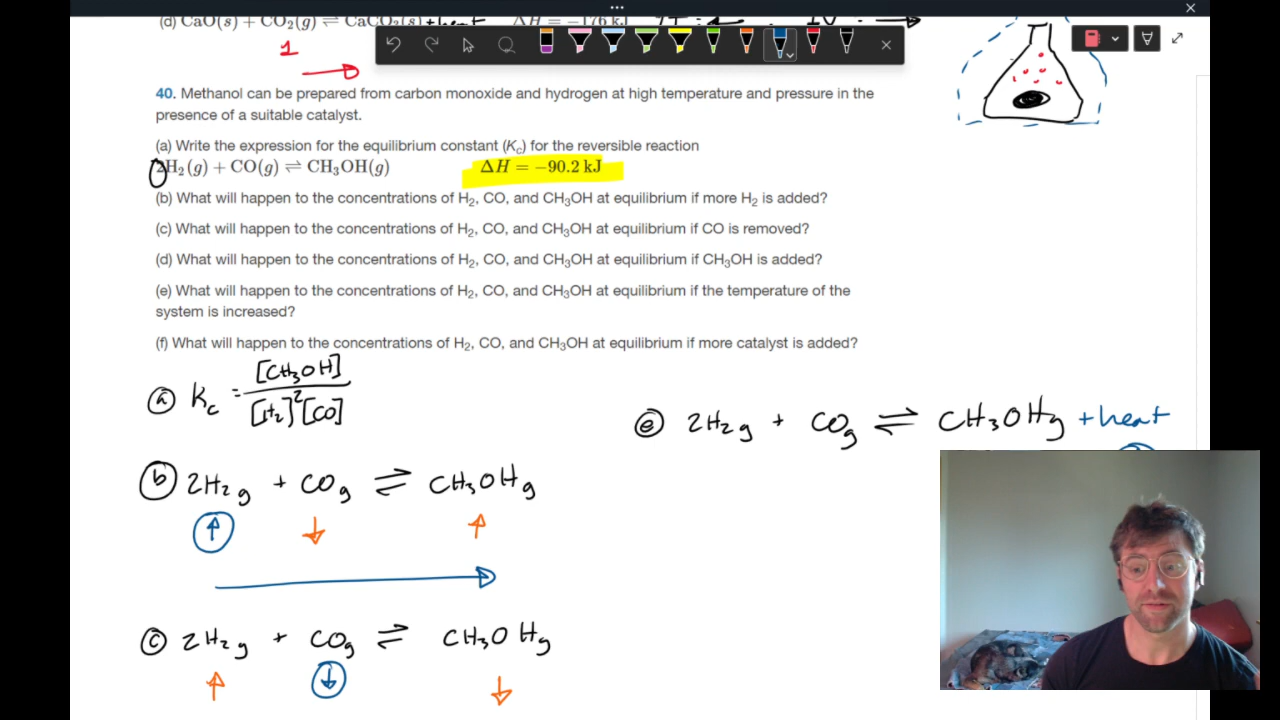 (d) CaO(s) + CO₂(g) ⇌ CaCO₃(s) + heat ΔH = −176 kJ
1
40. Methanol can be prepared from carbon monoxide and hydrogen at high temperature and pressure in the
presence of a suitable catalyst.
(a) Write the expression for the equilibrium constant (Kc) for the reversible reaction
2H₂(g) + CO(g) ⇌ CH₃OH(g) ΔH = −90.2 kJ
(b) What will happen to the concentrations of H₂, CO, and CH₃OH at equilibrium if more H₂ is added?
(c) What will happen to the concentrations of H₂, CO, and CH₃OH at equilibrium if CO is removed?
(d) What will happen to the concentrations of H₂, CO, and CH₃OH at equilibrium if CH₃OH is added?
(e) What will happen to the concentrations of H₂, CO, and CH₃OH at equilibrium if the temperature of the
system is increased?
(f) What will happen to the concentrations of H₂, CO, and CH₃OH at equilibrium if more catalyst is added?
ⓐ Kc = [CH₃OH] / [H₂]²[CO]
ⓔ 2H₂g + COg ⇌ CH₃OHg + heat
ⓑ 2H₂g + COg ⇌ CH₃OHg
↑ ↓ ↑
ⓒ 2H₂g + COg ⇌ CH₃OHg
↑ ↓ ↓